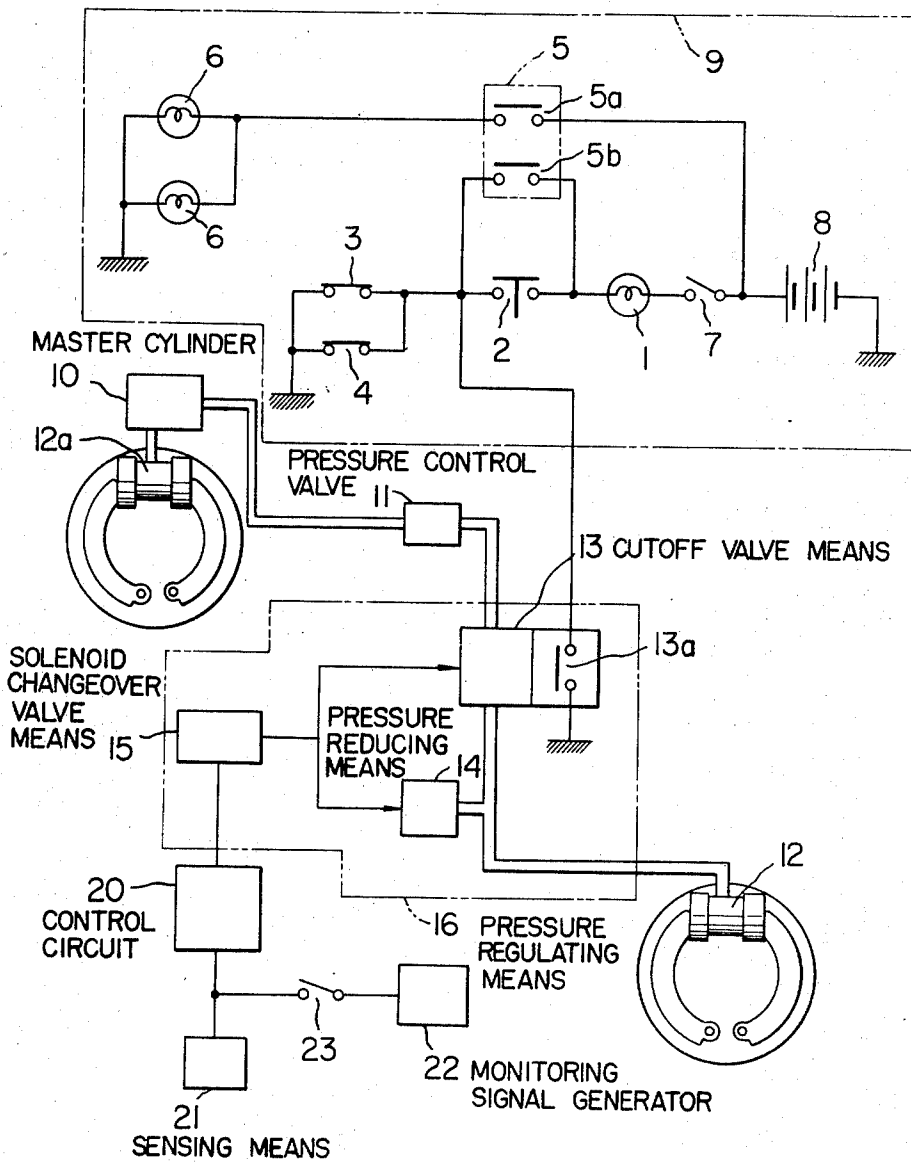 9
5
6
5a
5b
6
8
3
2
1
7
4
MASTER CYLINDER
10
12a
PRESSURE CONTROL
VALVE
11
13 CUTOFF VALVE MEANS
13a
SOLENOID
CHANGEOVER
VALVE
MEANS
15
PRESSURE
REDUCING
MEANS
14
12
20
CONTROL
CIRCUIT
16
PRESSURE
REGULATING
MEANS
23
22
MONITORING
SIGNAL GENERATOR
21
SENSING MEANS